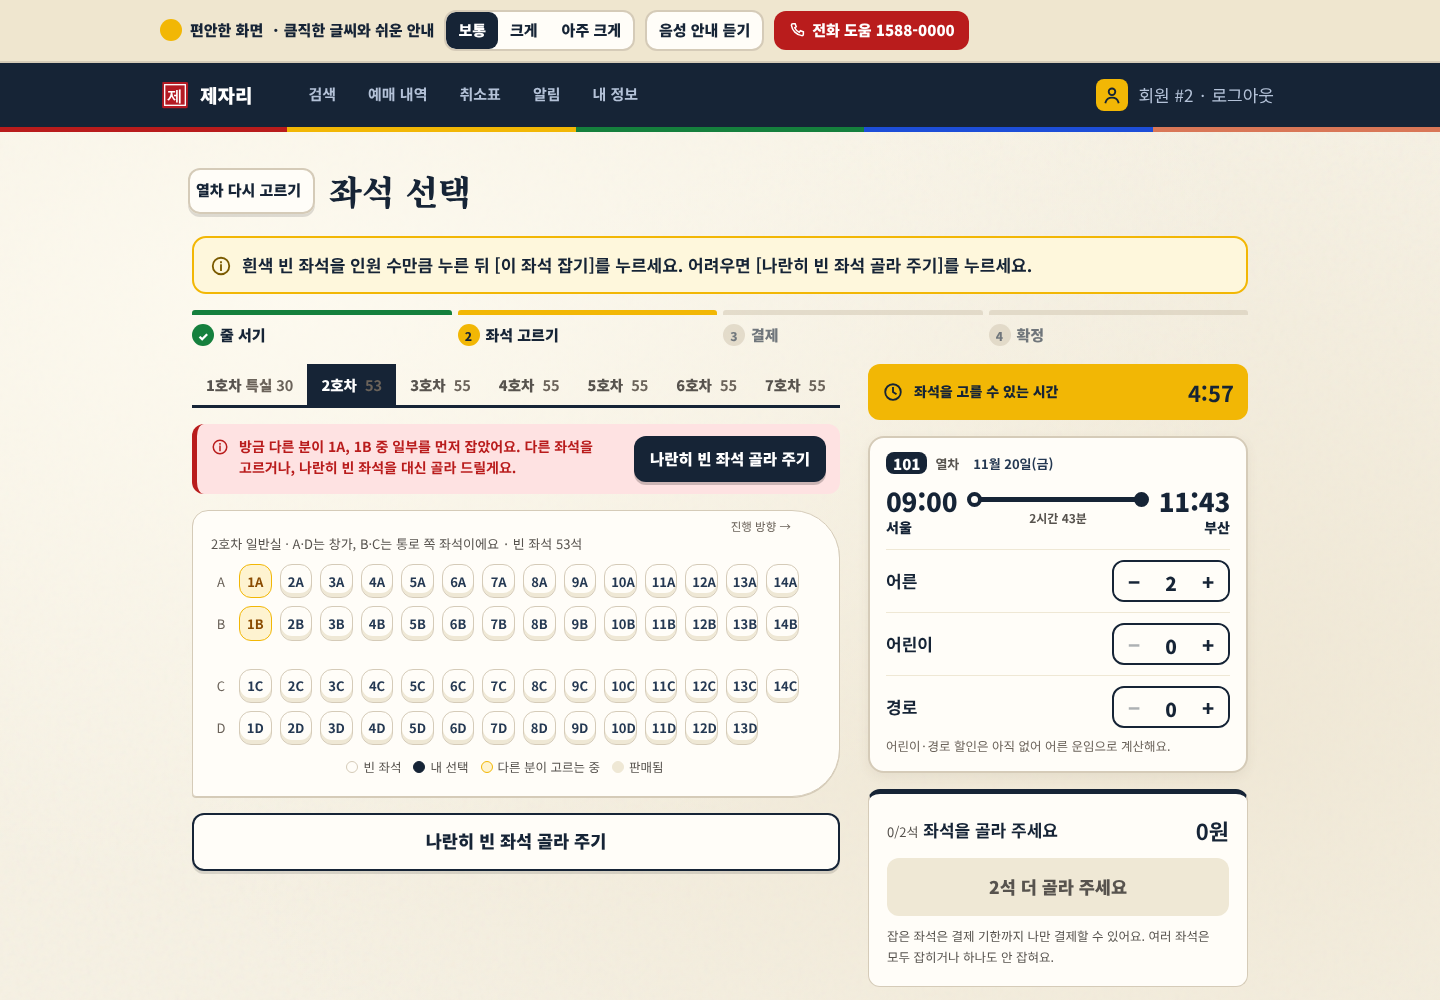 편안한 화면 · 큼직한 글씨와 쉬운 안내 보통 크게 아주 크게 음성 안내 듣기 전화 도움 1588-0000
제 제자리 검색 예매 내역 취소표 알림 내 정보 회원 #2 · 로그아웃
열차 다시 고르기 좌석 선택
흰색 빈 좌석을 인원 수만큼 누른 뒤 [이 좌석 잡기]를 누르세요. 어려우면 [나란히 빈 좌석 골라 주기]를 누르세요.
줄 서기 2 좌석 고르기 3 결제 4 확정
1호차 특실 30 2호차 53 3호차 55 4호차 55 5호차 55 6호차 55 7호차 55
방금 다른 분이 1A, 1B 중 일부를 먼저 잡았어요. 다른 좌석을
고르거나, 나란히 빈 좌석을 대신 골라 드릴게요.
나란히 빈 좌석 골라 주기
진행 방향 →
2호차 일반실 · A·D는 창가, B·C는 통로 쪽 좌석이에요 · 빈 좌석 53석
A 1A 2A 3A 4A 5A 6A 7A 8A 9A 10A 11A 12A 13A 14A
B 1B 2B 3B 4B 5B 6B 7B 8B 9B 10B 11B 12B 13B 14B
C 1C 2C 3C 4C 5C 6C 7C 8C 9C 10C 11C 12C 13C 14C
D 1D 2D 3D 4D 5D 6D 7D 8D 9D 10D 11D 12D 13D
빈 좌석 내 선택 다른 분이 고르는 중 판매됨
나란히 빈 좌석 골라 주기
좌석을 고를 수 있는 시간 4:57
101 열차 11월 20일(금)
09:00 11:43
2시간 43분
서울 부산
어른 − 2 +
어린이 − 0 +
경로 − 0 +
어린이·경로 할인은 아직 없어 어른 운임으로 계산해요.
0/2석 좌석을 골라 주세요 0원
2석 더 골라 주세요
잡은 좌석은 결제 기한까지 나만 결제할 수 있어요. 여러 좌석은
모두 잡히거나 하나도 안 잡혀요.